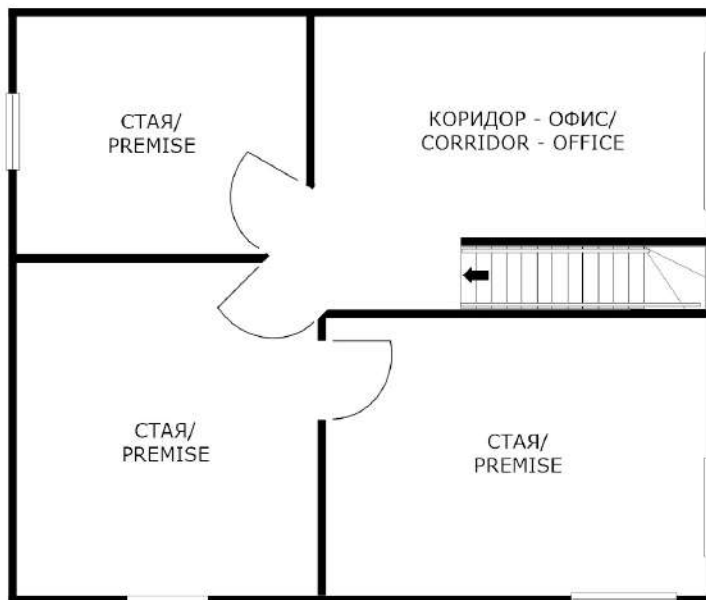 СТАЯ/
PREMISE
КОРИДОР - ОФИС/
CORRIDOR - OFFICE
СТАЯ/
PREMISE
СТАЯ/
PREMISE